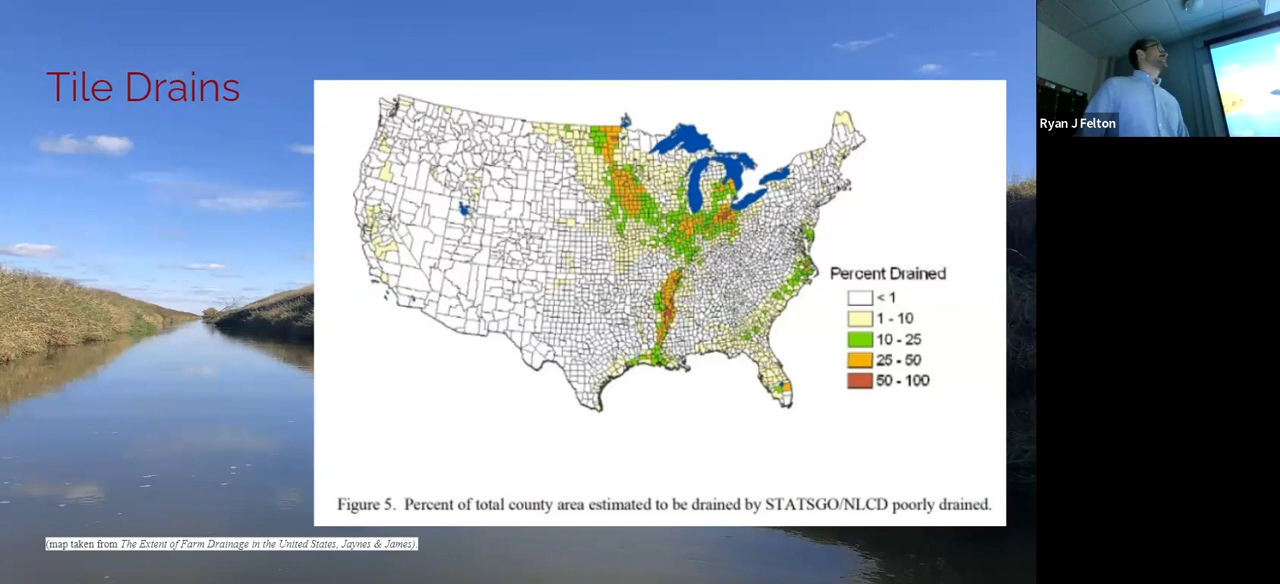 Tile Drains
Ryan J Felton
Percent Drained
< 1
1 - 10
10 - 25
25 - 50
50 - 100
Figure 5. Percent of total county area estimated to be drained by STATSGO/NLCD poorly drained.
(map taken from The Extent of Farm Drainage in the United States, Jaynes & James).